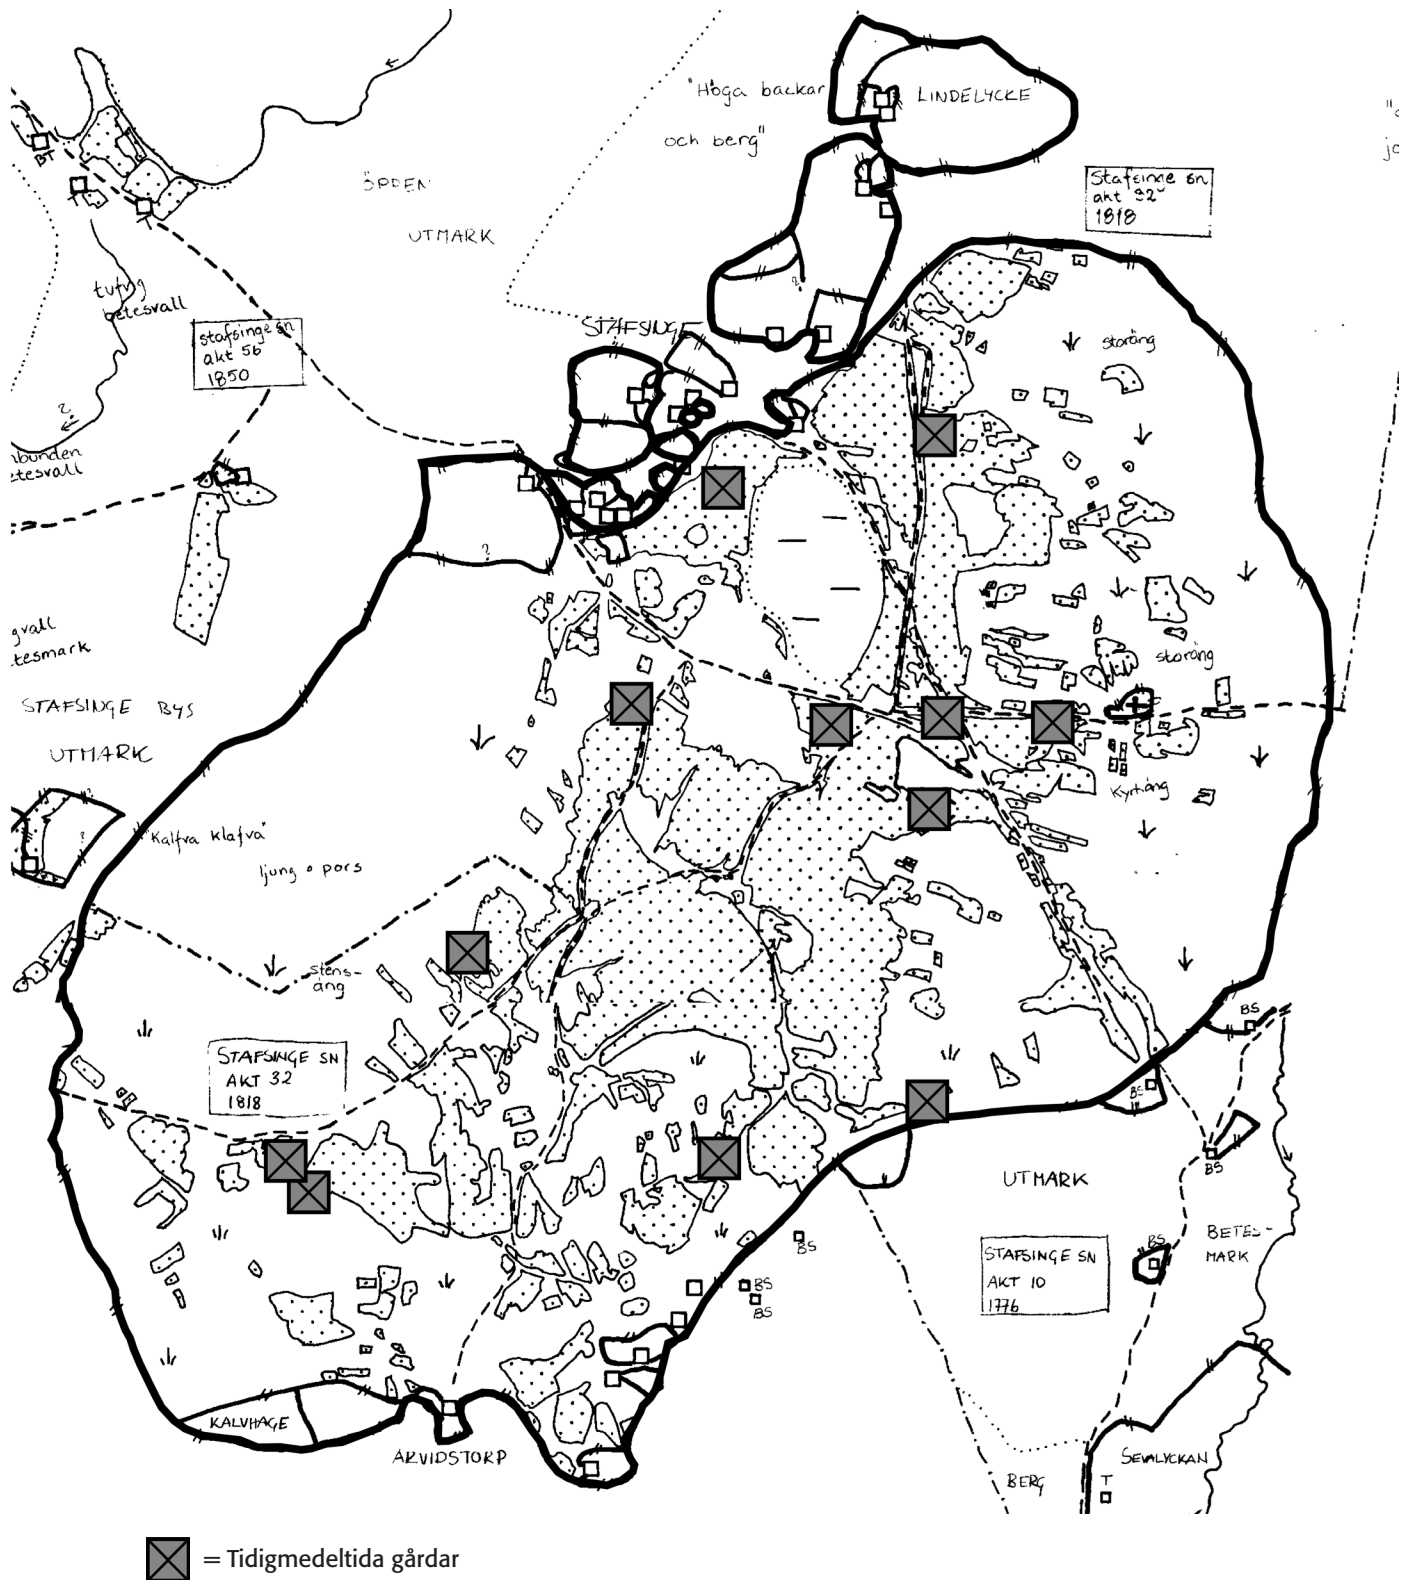 "Höga backar
och berg"
LINDELYCKE
Stafsinge sn
akt 32
1818
UTMARK
tufvig
betesvall
stafsinge sn
akt 56
1850
STAFSINGE
storäng
?
?
betesvall
BT
T
T
?
storäng
STAFSINGE BYS
UTMARK
Kyrkäng
"Kalfva klafva"
ljung o pors
stens-
äng
STAFSINGE SN
AKT 32
1818
BS
BS
BS
UTMARK
BETES-
MARK
BS
BS
BS
BS
STAFSINGE SN
AKT 10
1776
KALVHAGE
ARVIDSTORP
BERG
SEVALYCKAN
T
= Tidigmedeltida gårdar